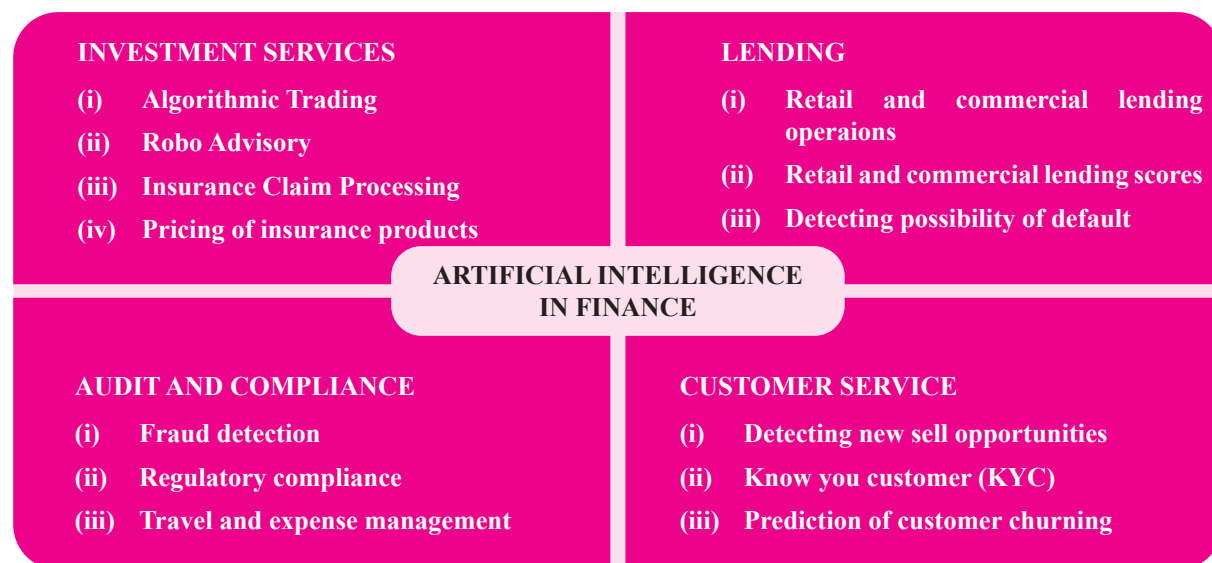 INVESTMENT SERVICES
(i) Algorithmic Trading
(ii) Robo Advisory
(iii) Insurance Claim Processing
(iv) Pricing of insurance products
LENDING
(i) Retail and commercial lending
operaions
(ii) Retail and commercial lending scores
(iii) Detecting possibility of default
ARTIFICIAL INTELLIGENCE
IN FINANCE
AUDIT AND COMPLIANCE
(i) Fraud detection
(ii) Regulatory compliance
(iii) Travel and expense management
CUSTOMER SERVICE
(i) Detecting new sell opportunities
(ii) Know you customer (KYC)
(iii) Prediction of customer churning